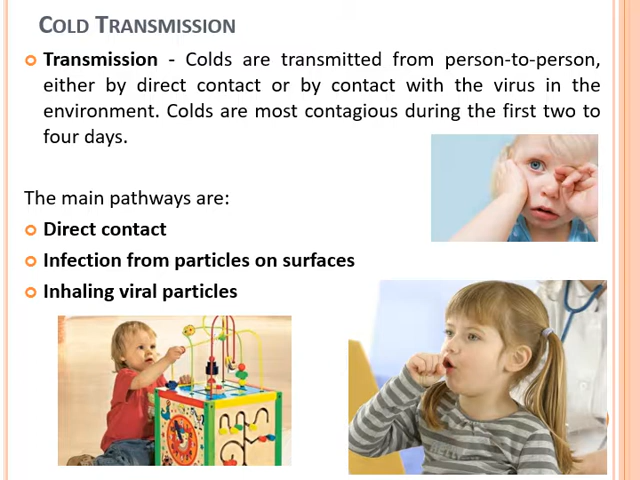 COLD TRANSMISSION
Transmission - Colds are transmitted from person-to-person,
either by direct contact or by contact with the virus in the
environment. Colds are most contagious during the first two to
four days.
The main pathways are:
Direct contact
Infection from particles on surfaces
Inhaling viral particles